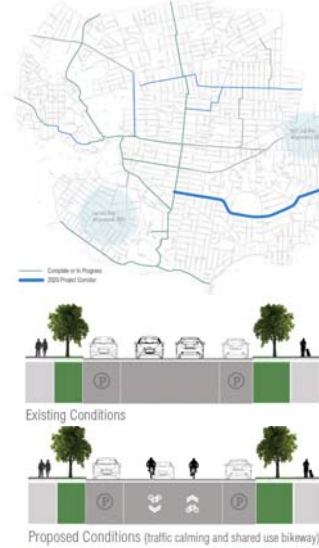 Complete or In Progress
2020 Project Corridor
P
P
Existing Conditions
P
P
Proposed Conditions (traffic calming and shared use bikeway)